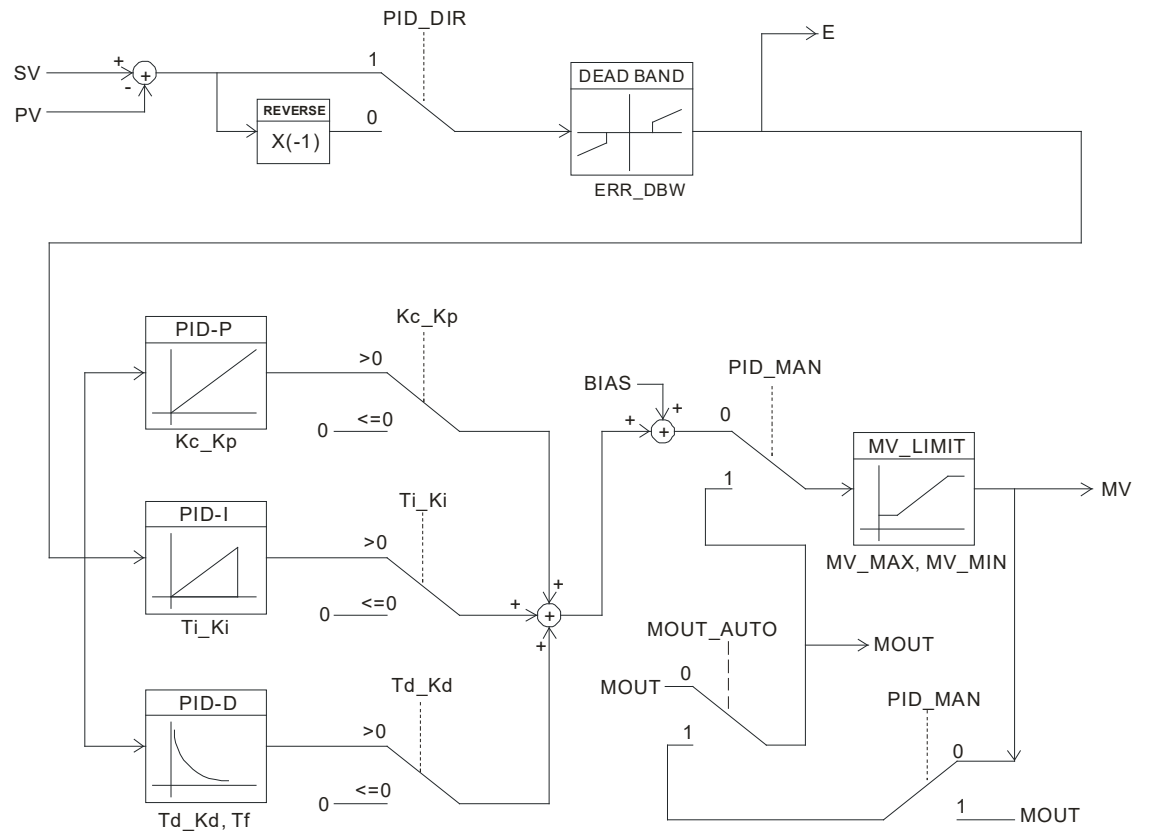 PID_DIR
SV
+
+
-
PV
1
REVERSE
X(-1)
0
DEAD BAND
ERR_DBW
E
PID-P
Kc_Kp
Kc_Kp
>0
0
<=0
PID-I
Ti_Ki
Ti_Ki
>0
0
<=0
PID-D
Td_Kd, Tf
Td_Kd
>0
0
<=0
+
+
+
+
BIAS
+
+
+
PID_MAN
0
1
MV_LIMIT
MV_MAX, MV_MIN
MV
MOUT_AUTO
MOUT
0
1
MOUT
PID_MAN
0
1
MOUT